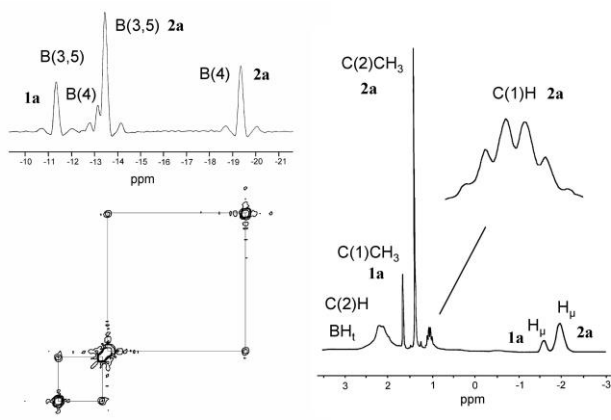 B(3,5) 2a
B(3,5)
1a
B(4)
B(4)
2a
-10 -11 -12 -13 -14 -15 -16 -17 -18 -19 -20 -21
ppm
C(2)CH₃
2a
C(1)H 2a
C(1)CH₃
1a
C(2)H
BHₜ
Hμ
1a
Hμ
2a
3 2 1 0 -1 -2 -3
ppm